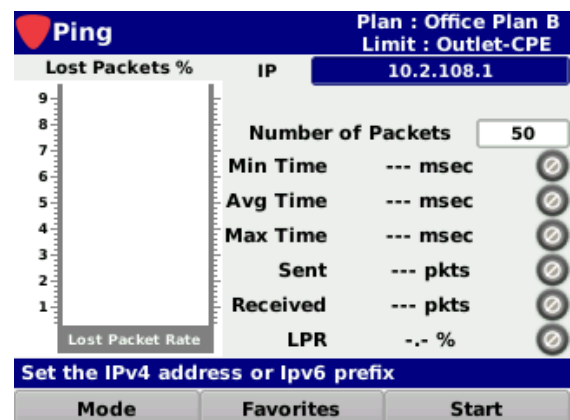 Ping
Plan : Office Plan B
Limit : Outlet-CPE
Lost Packets %
IP
10.2.108.1
9
8
7
6
5
4
3
2
1
Lost Packet Rate
Number of Packets 50
Min Time --- msec
Avg Time --- msec
Max Time --- msec
Sent --- pkts
Received --- pkts
LPR -.- %
Set the IPv4 address or Ipv6 prefix
Mode Favorites Start